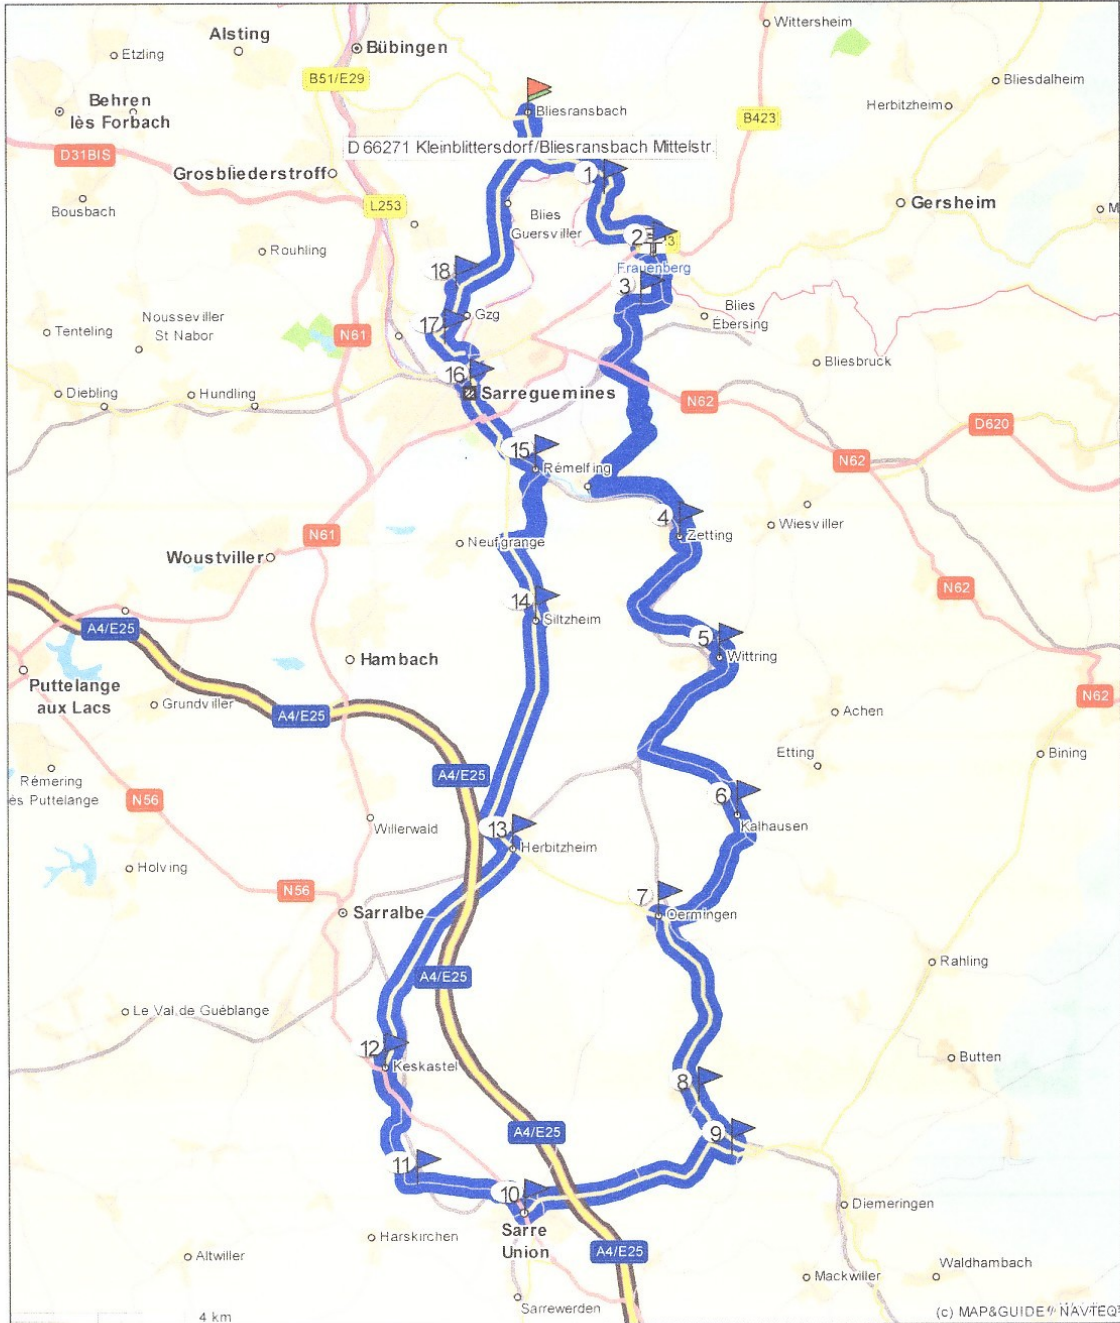 Wittersheim
Alsting
Bübingen
Etzling
B51/E29
Bliesdalheim
Behren
lès Forbach
Bliesransbach
Herbitzheim
B423
D31BIS
D 66271 Kleinblittersdorf/Bliesransbach Mittelstr.
Grosbliederstroff
1
Bousbach
L253
Gersheim
M
Blies
Guersviller
2
Rouhling
Frauenberg
18
3
Nousseviller
St Nabor
Gzg
Blies
Ébersing
Tenteling
17
N61
Bliesbruck
16
Diebling
Hundling
Sarreguemines
N62
D620
15
N62
Rémelfing
4
Wiesviller
N61
Zetting
Neufgrange
Woustviller
N62
14
Siltzheim
A4/E25
5
Wittring
Hambach
Puttelange
aux Lacs
N62
Grundviller
A4/E25
Achen
Etting
Bining
Rémering
ès Puttelange
A4/E25
N56
6
Willerwald
13
Kalhausen
Herbitzheim
Holving
N56
7
Sarralbe
Oermingen
Rahling
A4/E25
Le Val de Guéblange
12
Keskastel
Butten
8
A4/E25
9
11
10
Diemeringen
Sarre
Union
Harskirchen
Altwiller
A4/E25
Waldhambach
Mackwiller
Sarrewerden
4 km
(c) MAP&GUIDE / NAVTEQ